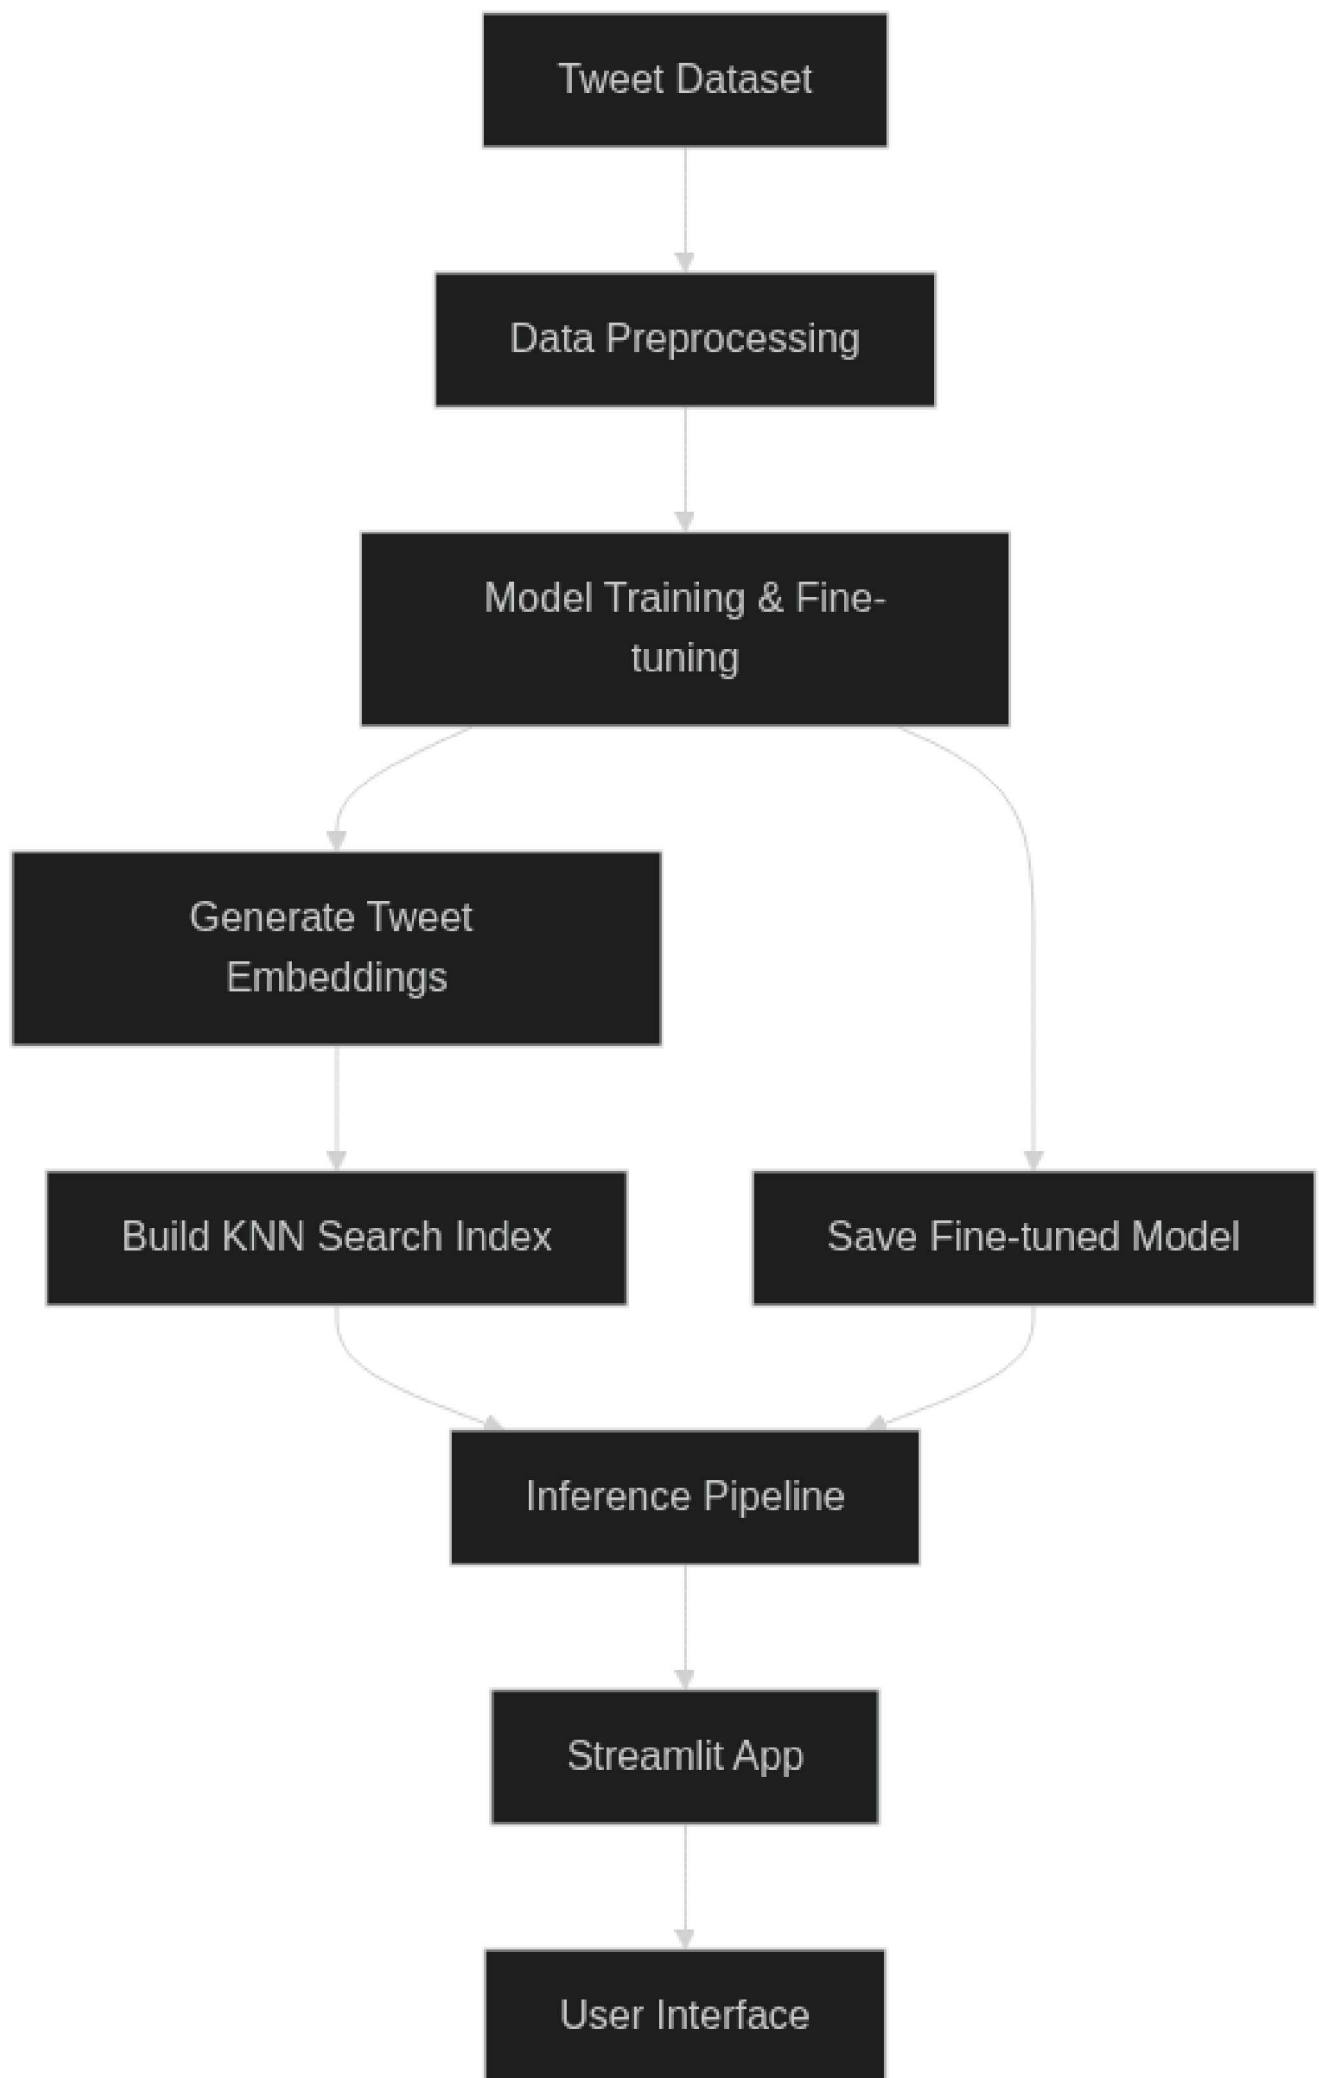 Tweet Dataset
Data Preprocessing
Model Training & Fine-
tuning
Generate Tweet
Embeddings
Build KNN Search Index
Save Fine-tuned Model
Inference Pipeline
Streamlit App
User Interface